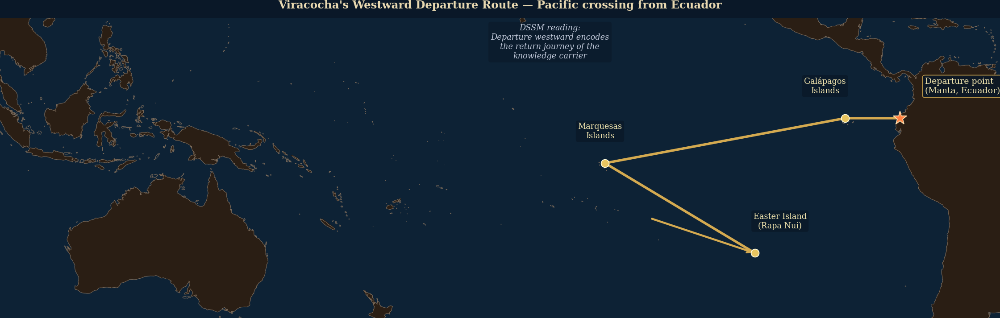 Viracocha's Westward Departure Route — Pacific crossing from Ecuador
DSSM reading:
Departure westward encodes
the return journey of the
knowledge-carrier
Galápagos
Islands
Departure point
(Manta, Ecuador)
Marquesas
Islands
Easter Island
(Rapa Nui)